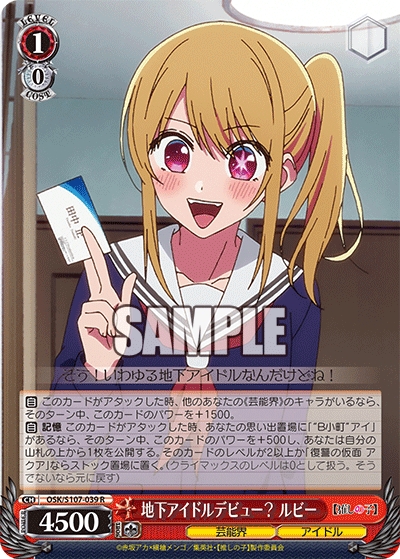 LEVEL
1
0
COST
田中 正
SAMPLE
そう！いわゆる地下アイドルなんだけどね！
自 このカードがアタックした時、他のあなたの《芸能界》のキャラがいるなら、
そのターン中、このカードのパワーを＋1500。
自 記憶 このカードがアタックした時、あなたの思い出置場に「“B小町”アイ」
があるなら、そのターン中、このカードのパワーを＋500し、あなたは自分の
山札の上から1枚を公開する。そのカードがレベル2以上か「復讐の仮面 ア
クア」ならストック置場に置く。（クライマックスのレベルは0として扱う。そうで
ないなら元に戻す）
CH OSK/S107-039 R
4500
地下アイドルデビュー？ ルビー
【推しの子】
芸能界
アイドル
©赤坂アカ×横槍メンゴ／集英社・【推しの子】製作委員会